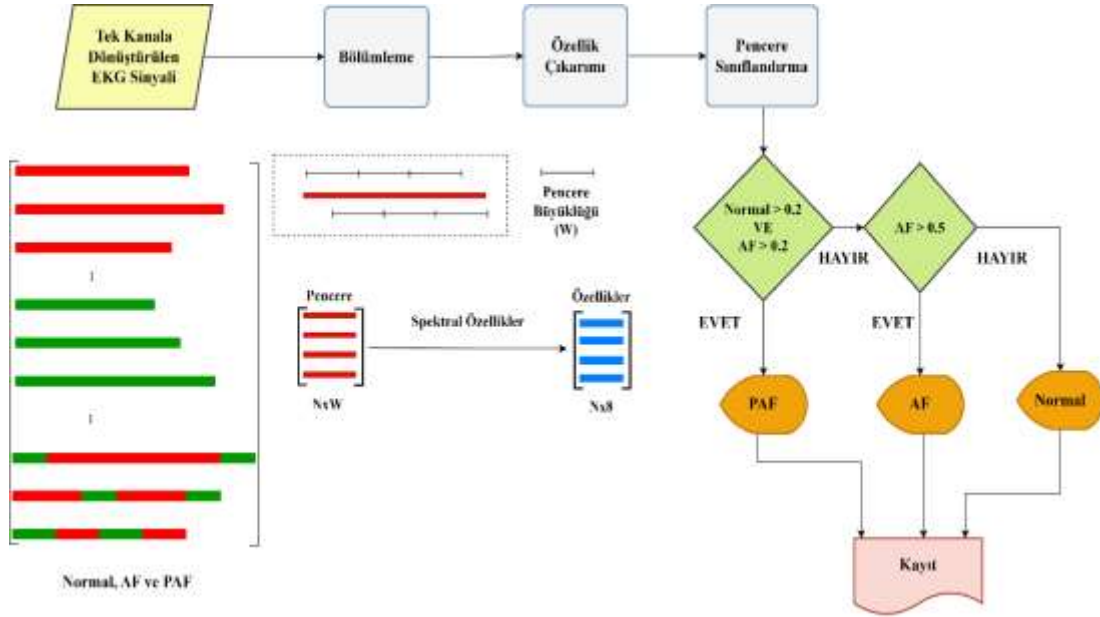 Tek Kanala
Dönüştürülen
EKG Sinyali
Bölümleme
Özellik
Çıkarımı
Pencere
Sınıflandırma
Pencere
Büyüklüğü
(W)
Normal > 0.2
VE
AF > 0.2
HAYIR
AF > 0.5
HAYIR
Pencere
Spektral Özellikler
Özellikler
NxW
Nx8
EVET
EVET
PAF
AF
Normal
Kayıt
Normal, AF ve PAF